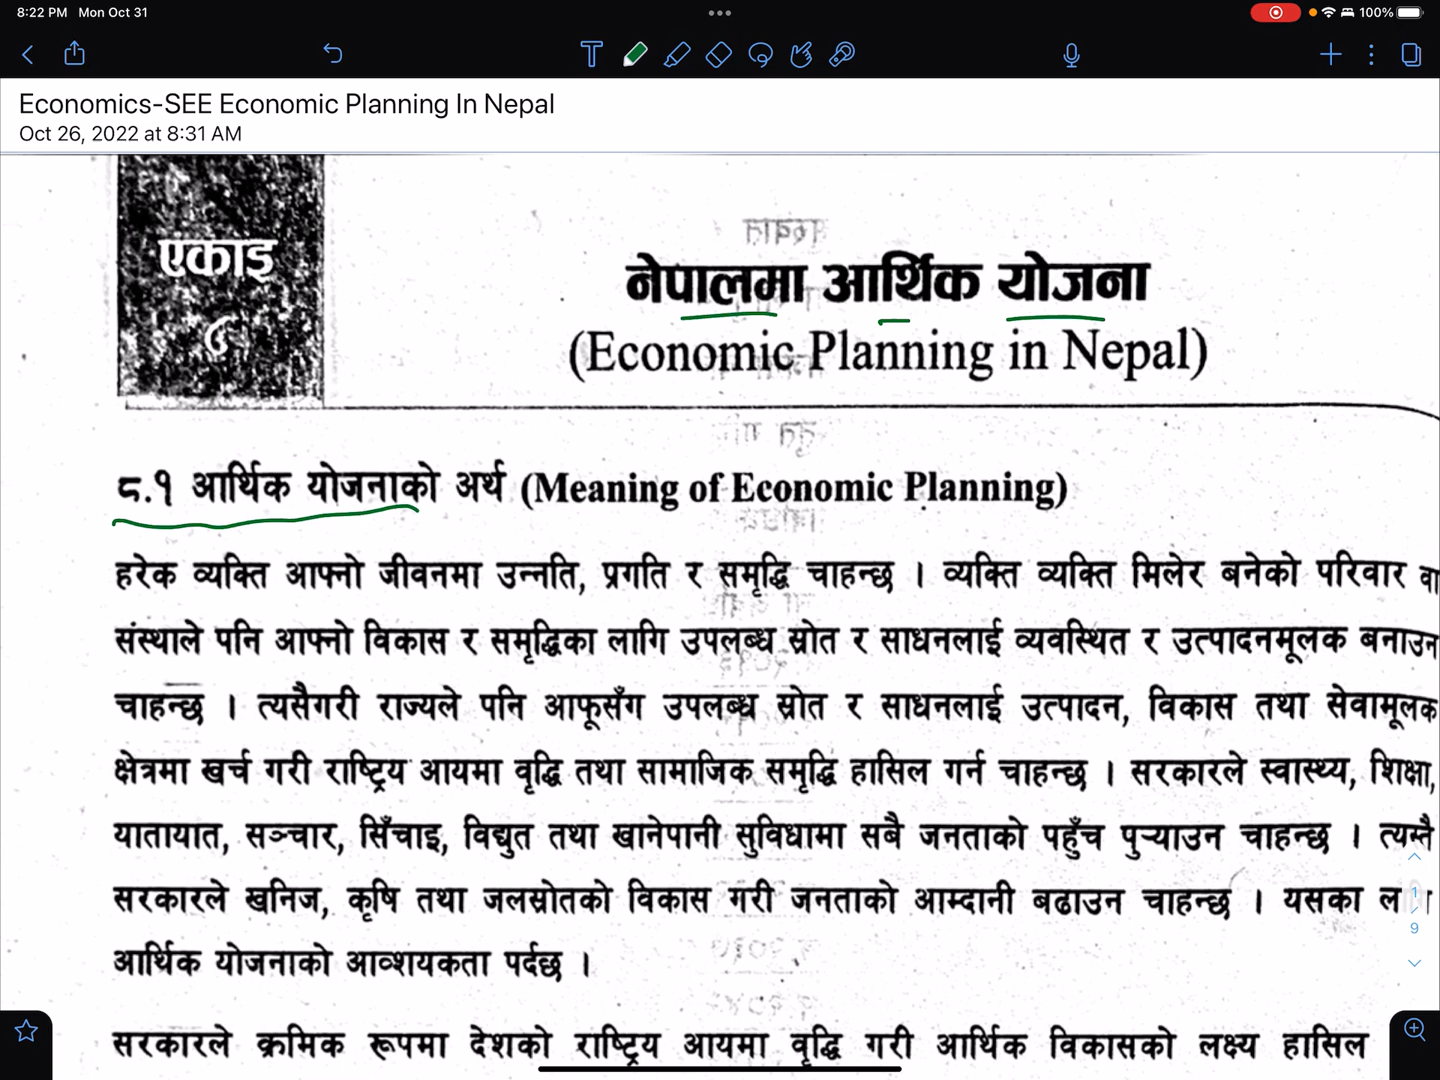 8:22 PM Mon Oct 31
100%
Economics-SEE Economic Planning In Nepal
Oct 26, 2022 at 8:31 AM
एकाइ
८
नेपालमा आर्थिक योजना
(Economic Planning in Nepal)
८.१ आर्थिक योजनाको अर्थ (Meaning of Economic Planning)
हरेक व्यक्ति आफ्नो जीवनमा उन्नति, प्रगति र समृद्धि चाहन्छ । व्यक्ति व्यक्ति मिलेर बनेको परिवार वा
संस्थाले पनि आफ्नो विकास र समृद्धिका लागि उपलब्ध स्रोत र साधनलाई व्यवस्थित र उत्पादनमूलक बनाउन
चाहन्छ । त्यसैगरी राज्यले पनि आफूसँग उपलब्ध स्रोत र साधनलाई उत्पादन, विकास तथा सेवामूलक
क्षेत्रमा खर्च गरी राष्ट्रिय आयमा वृद्धि तथा सामाजिक समृद्धि हासिल गर्न चाहन्छ । सरकारले स्वास्थ्य, शिक्षा,
यातायात, सञ्चार, सिँचाइ, विद्युत तथा खानेपानी सुविधामा सबै जनताको पहुँच पुऱ्याउन चाहन्छ । त्यस्तै
सरकारले खनिज, कृषि तथा जलस्रोतको विकास गरी जनताको आम्दानी बढाउन चाहन्छ । यसका
1
9
आर्थिक योजनाको आवश्यकता पर्दछ ।
सरकारले क्रमिक रूपमा देशको राष्ट्रिय आयमा वृद्धि गरी आर्थिक विकासको लक्ष्य हासिल